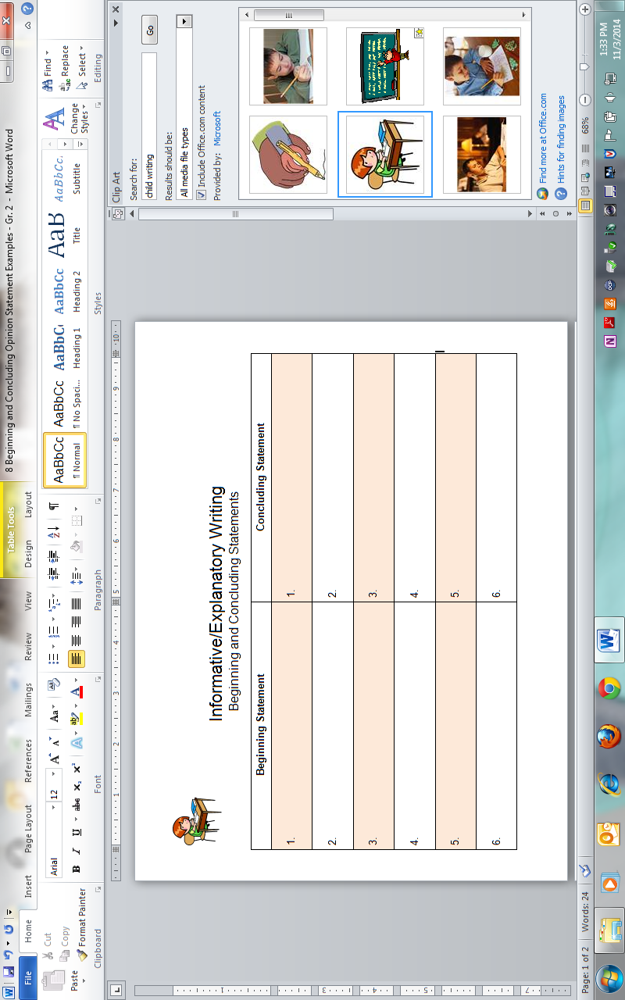 8 Beginning and Concluding Opinion Statement Examples - Gr. 2 - Microsoft Word
Table Tools
File
Home
Insert
Page Layout
References
Mailings
Review
View
Design
Layout
Paste
Cut
Copy
Format Painter
Clipboard
Arial
12
Font
Paragraph
AaBbCc
¶ Normal
AaBbCc
¶ No Spaci...
AaBbC
Heading 1
AaBbCc
Heading 2
AaB
Title
AaBbCc.
Subtitle
Change
Styles
Styles
Find
Replace
Select
Editing
Informative/Explanatory Writing
Beginning and Concluding Statements
Beginning Statement Concluding Statement
1. 1.
2. 2.
3. 3.
4. 4.
5. 5.
6. 6.
Clip Art
Search for:
child writing
Go
Results should be:
All media file types
Include Office.com content
Provided by: Microsoft
Find more at Office.com
Hints for finding images
Page: 1 of 2
Words: 24
68%
1:33 PM
11/3/2014